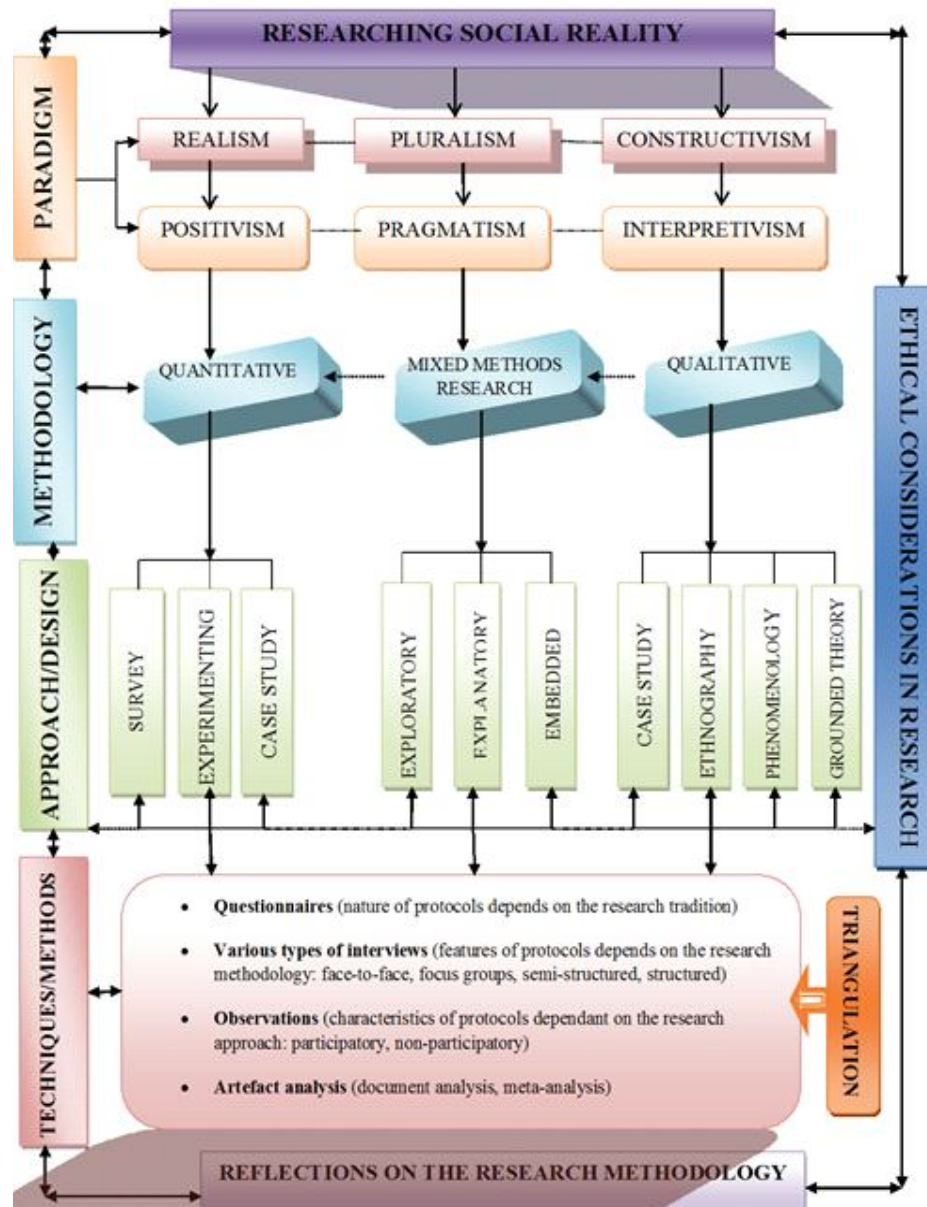 RESEARCHING SOCIAL REALITY
PARADIGM
REALISM
PLURALISM
CONSTRUCTIVISM
POSITIVISM
PRAGMATISM
INTERPRETIVISM
METHODOLOGY
QUANTITATIVE
MIXED METHODS
RESEARCH
QUALITATIVE
ETHICAL CONSIDERATIONS IN RESEARCH
APPROACH/DESIGN
SURVEY
EXPERIMENTING
CASE STUDY
EXPLORATORY
EXPLANATORY
EMBEDDED
CASE STUDY
ETHNOGRAPHY
PHENOMENOLOGY
GROUNDED THEORY
TECHNIQUES/METHODS
• Questionnaires (nature of protocols depends on the research tradition)
• Various types of interviews (features of protocols depends on the research
methodology: face-to-face, focus groups, semi-structured, structured)
• Observations (characteristics of protocols dependant on the research
approach: participatory, non-participatory)
• Artefact analysis (document analysis, meta-analysis)
TRIANGULATION
REFLECTIONS ON THE RESEARCH METHODOLOGY